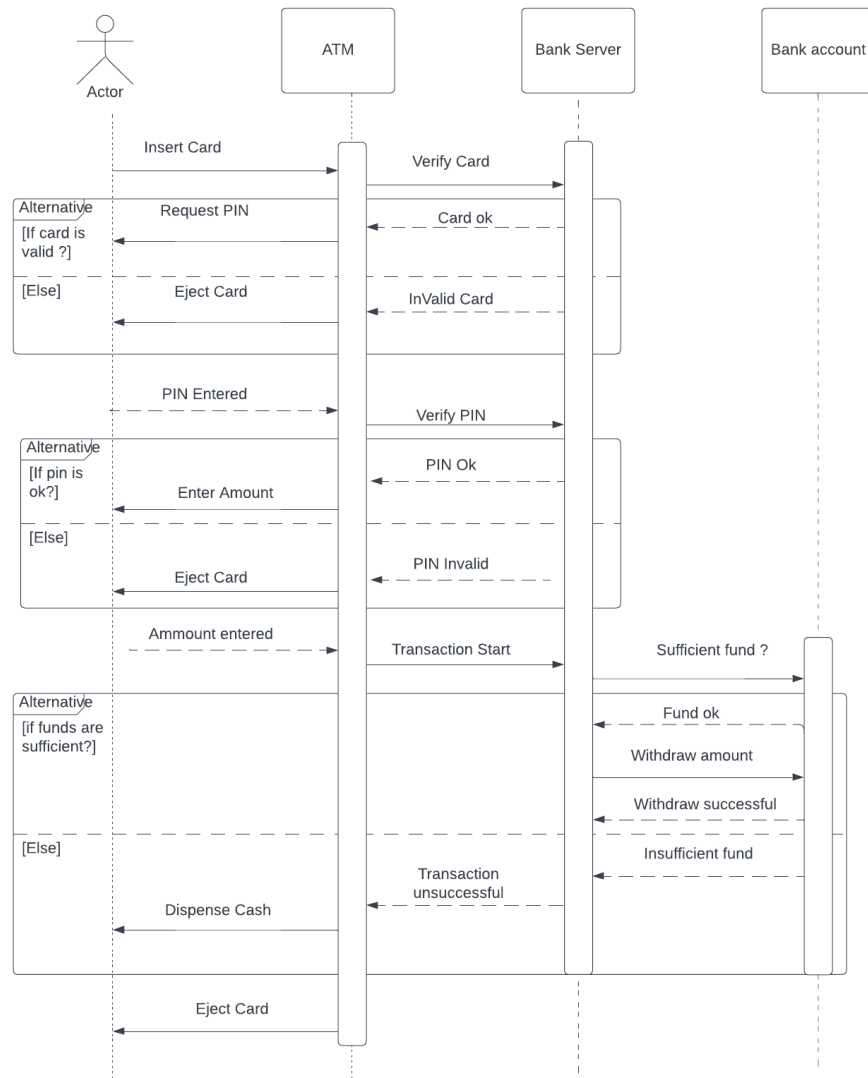 Actor
ATM
Bank Server
Bank account
Insert Card
Verify Card
Alternative
[If card is
valid ?]
Request PIN
Card ok
[Else]
Eject Card
InValid Card
PIN Entered
Verify PIN
Alternative
[If pin is
ok?]
PIN Ok
Enter Amount
[Else]
PIN Invalid
Eject Card
Ammount entered
Transaction Start
Sufficient fund ?
Alternative
[if funds are
sufficient?]
Fund ok
Withdraw amount
Withdraw successful
[Else]
Insufficient fund
Transaction
unsuccessful
Dispense Cash
Eject Card